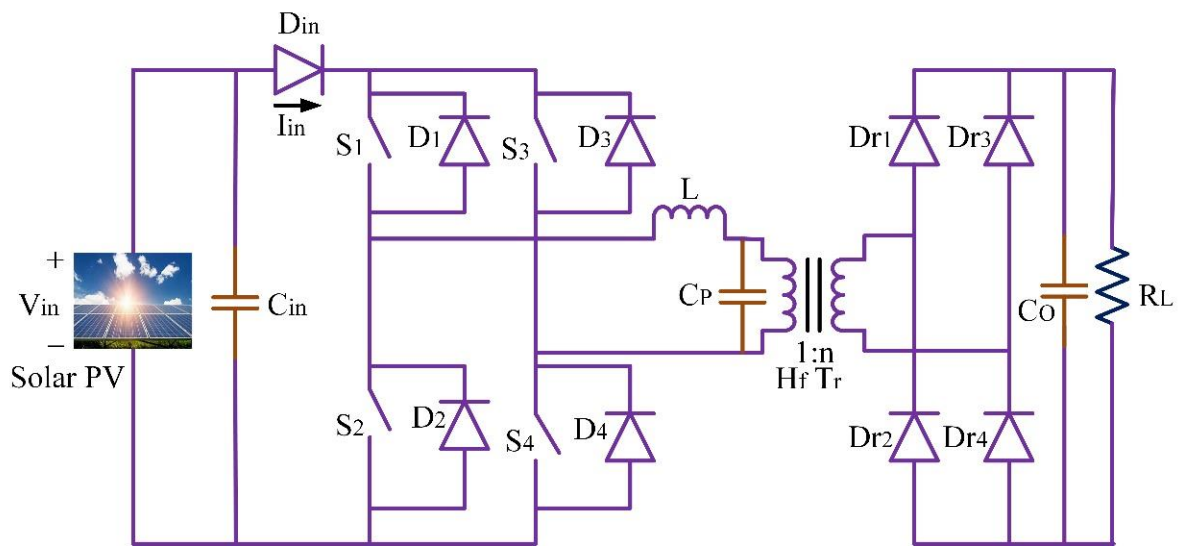 Din
Iin
S1
D1
S3
D3
Dr1
Dr3
L
+
Vin
−
Solar PV
Cin
CP
1:n
Hf Tr
CO
RL
S2
D2
S4
D4
Dr2
Dr4